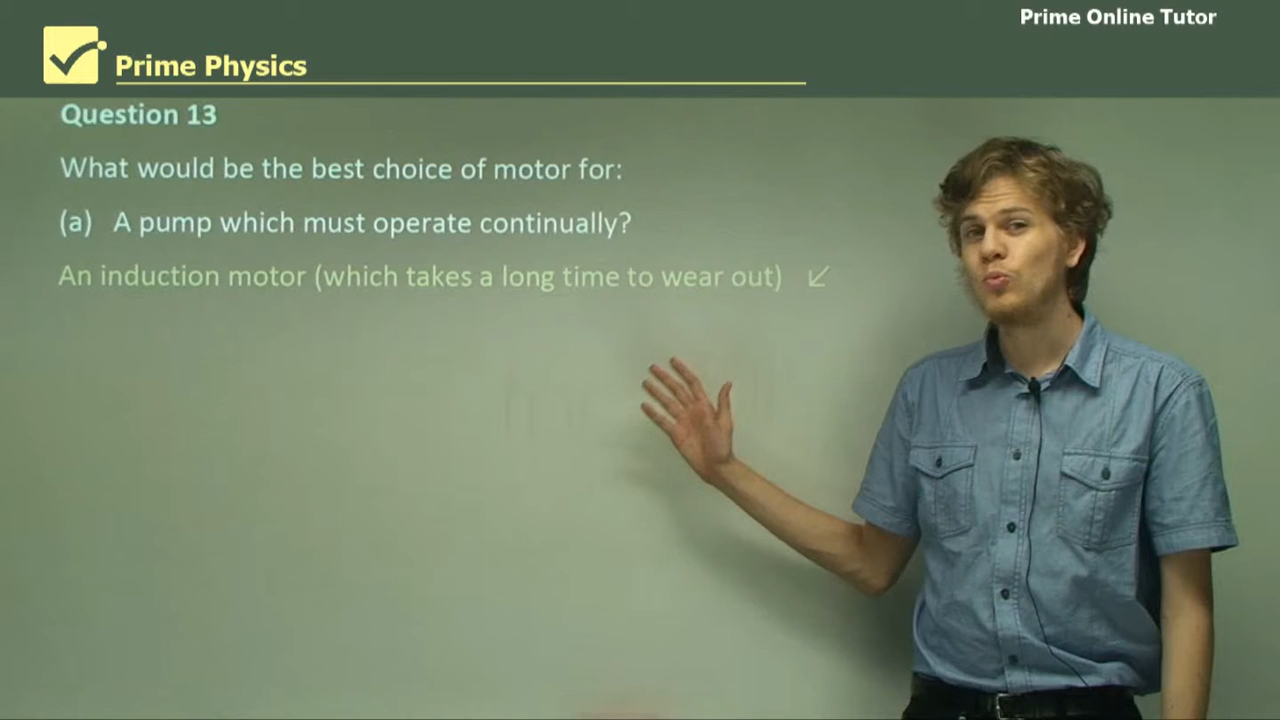 Prime Online Tutor
Prime Physics
Question 13
What would be the best choice of motor for:
(a) A pump which must operate continually?
An induction motor (which takes a long time to wear out)